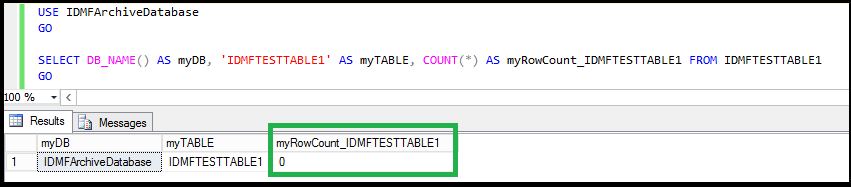 USE IDMFArchiveDatabase
GO
SELECT DB_NAME() AS myDB, 'IDMFTESTTABLE1' AS myTABLE, COUNT(*) AS myRowCount_IDMFTESTTABLE1 FROM IDMFTESTTABLE1
GO
100 %
Results Messages
myDB myTABLE myRowCount_IDMFTESTTABLE1
1 IDMFArchiveDatabase IDMFTESTTABLE1 0